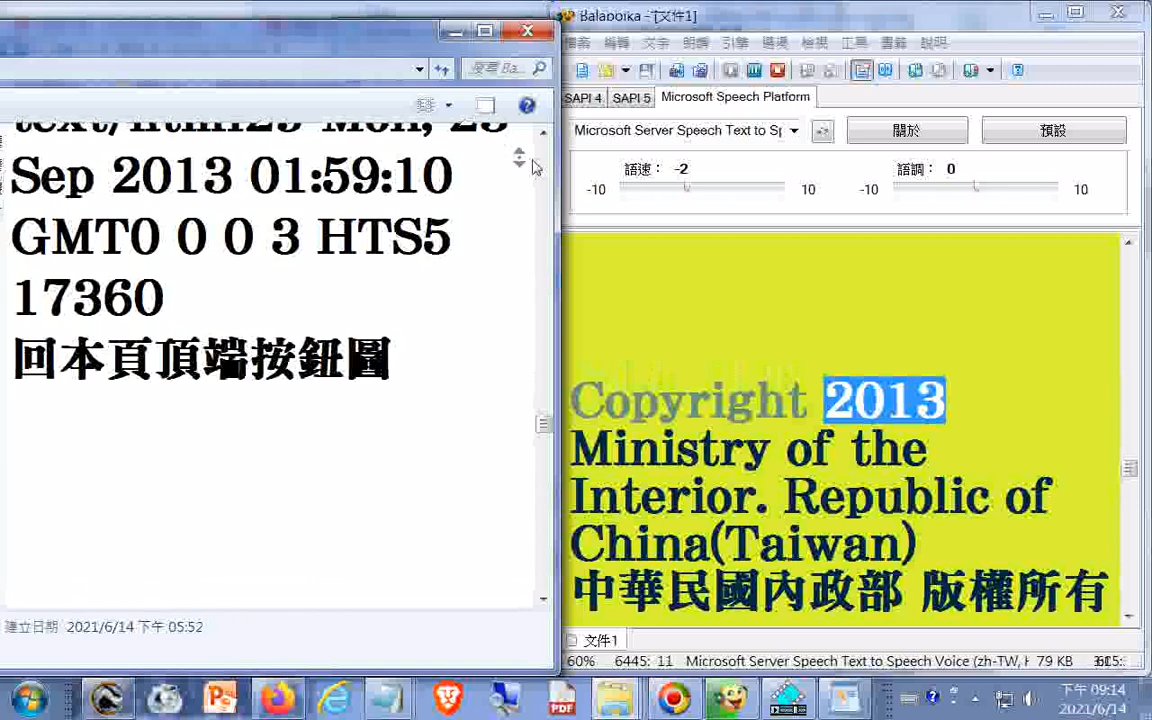 Balabolka - [文件1]
檔案 編輯 文字 朗讀 引擎 選項 檢視 工具 書籤 說明
搜尋 Ba...
SAPI 4 SAPI 5 Microsoft Speech Platform
Microsoft Server Speech Text to Sp
關於
預設
語速： -2
語調： 0
-10 10 -10 10
Sep 2013 01:59:10
GMT0 0 0 3 HTS5
17360
回本頁頂端按鈕圖
Copyright 2013
Ministry of the
Interior. Republic of
China(Taiwan)
中華民國內政部 版權所有
建立日期 2021/6/14 下午 05:52
文件1
60% 6445: 11 Microsoft Server Speech Text to Speech Voice (zh-TW, 79 KB
PDF
下午 09:14
2021/6/14